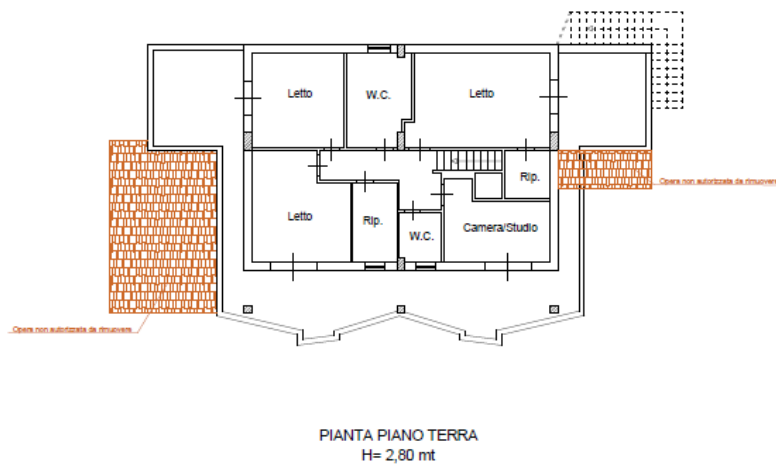 Letto
W.C.
Letto
Rip.
Opera non autorizzata da rimuovere
Letto
Rip.
W.C.
Camera/Studio
Opera non autorizzata da rimuovere
PIANTA PIANO TERRA
H= 2,80 mt